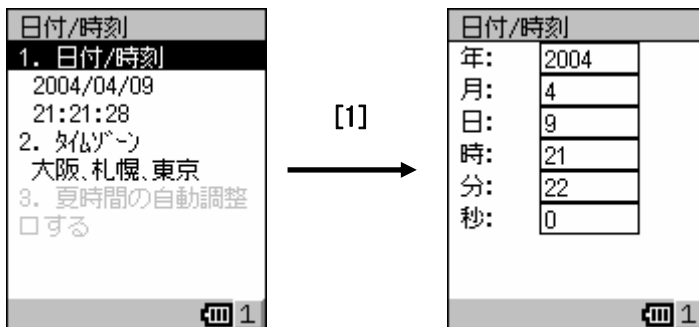 日付/時刻
1. 日付/時刻
2004/04/09
21:21:28
2. ﾀｲﾑｿﾞｰﾝ
大阪、札幌、東京
3. 夏時間の自動調整
口する
1
[1]
日付/時刻
年: 2004
月: 4
日: 9
時: 21
分: 22
秒: 0
1